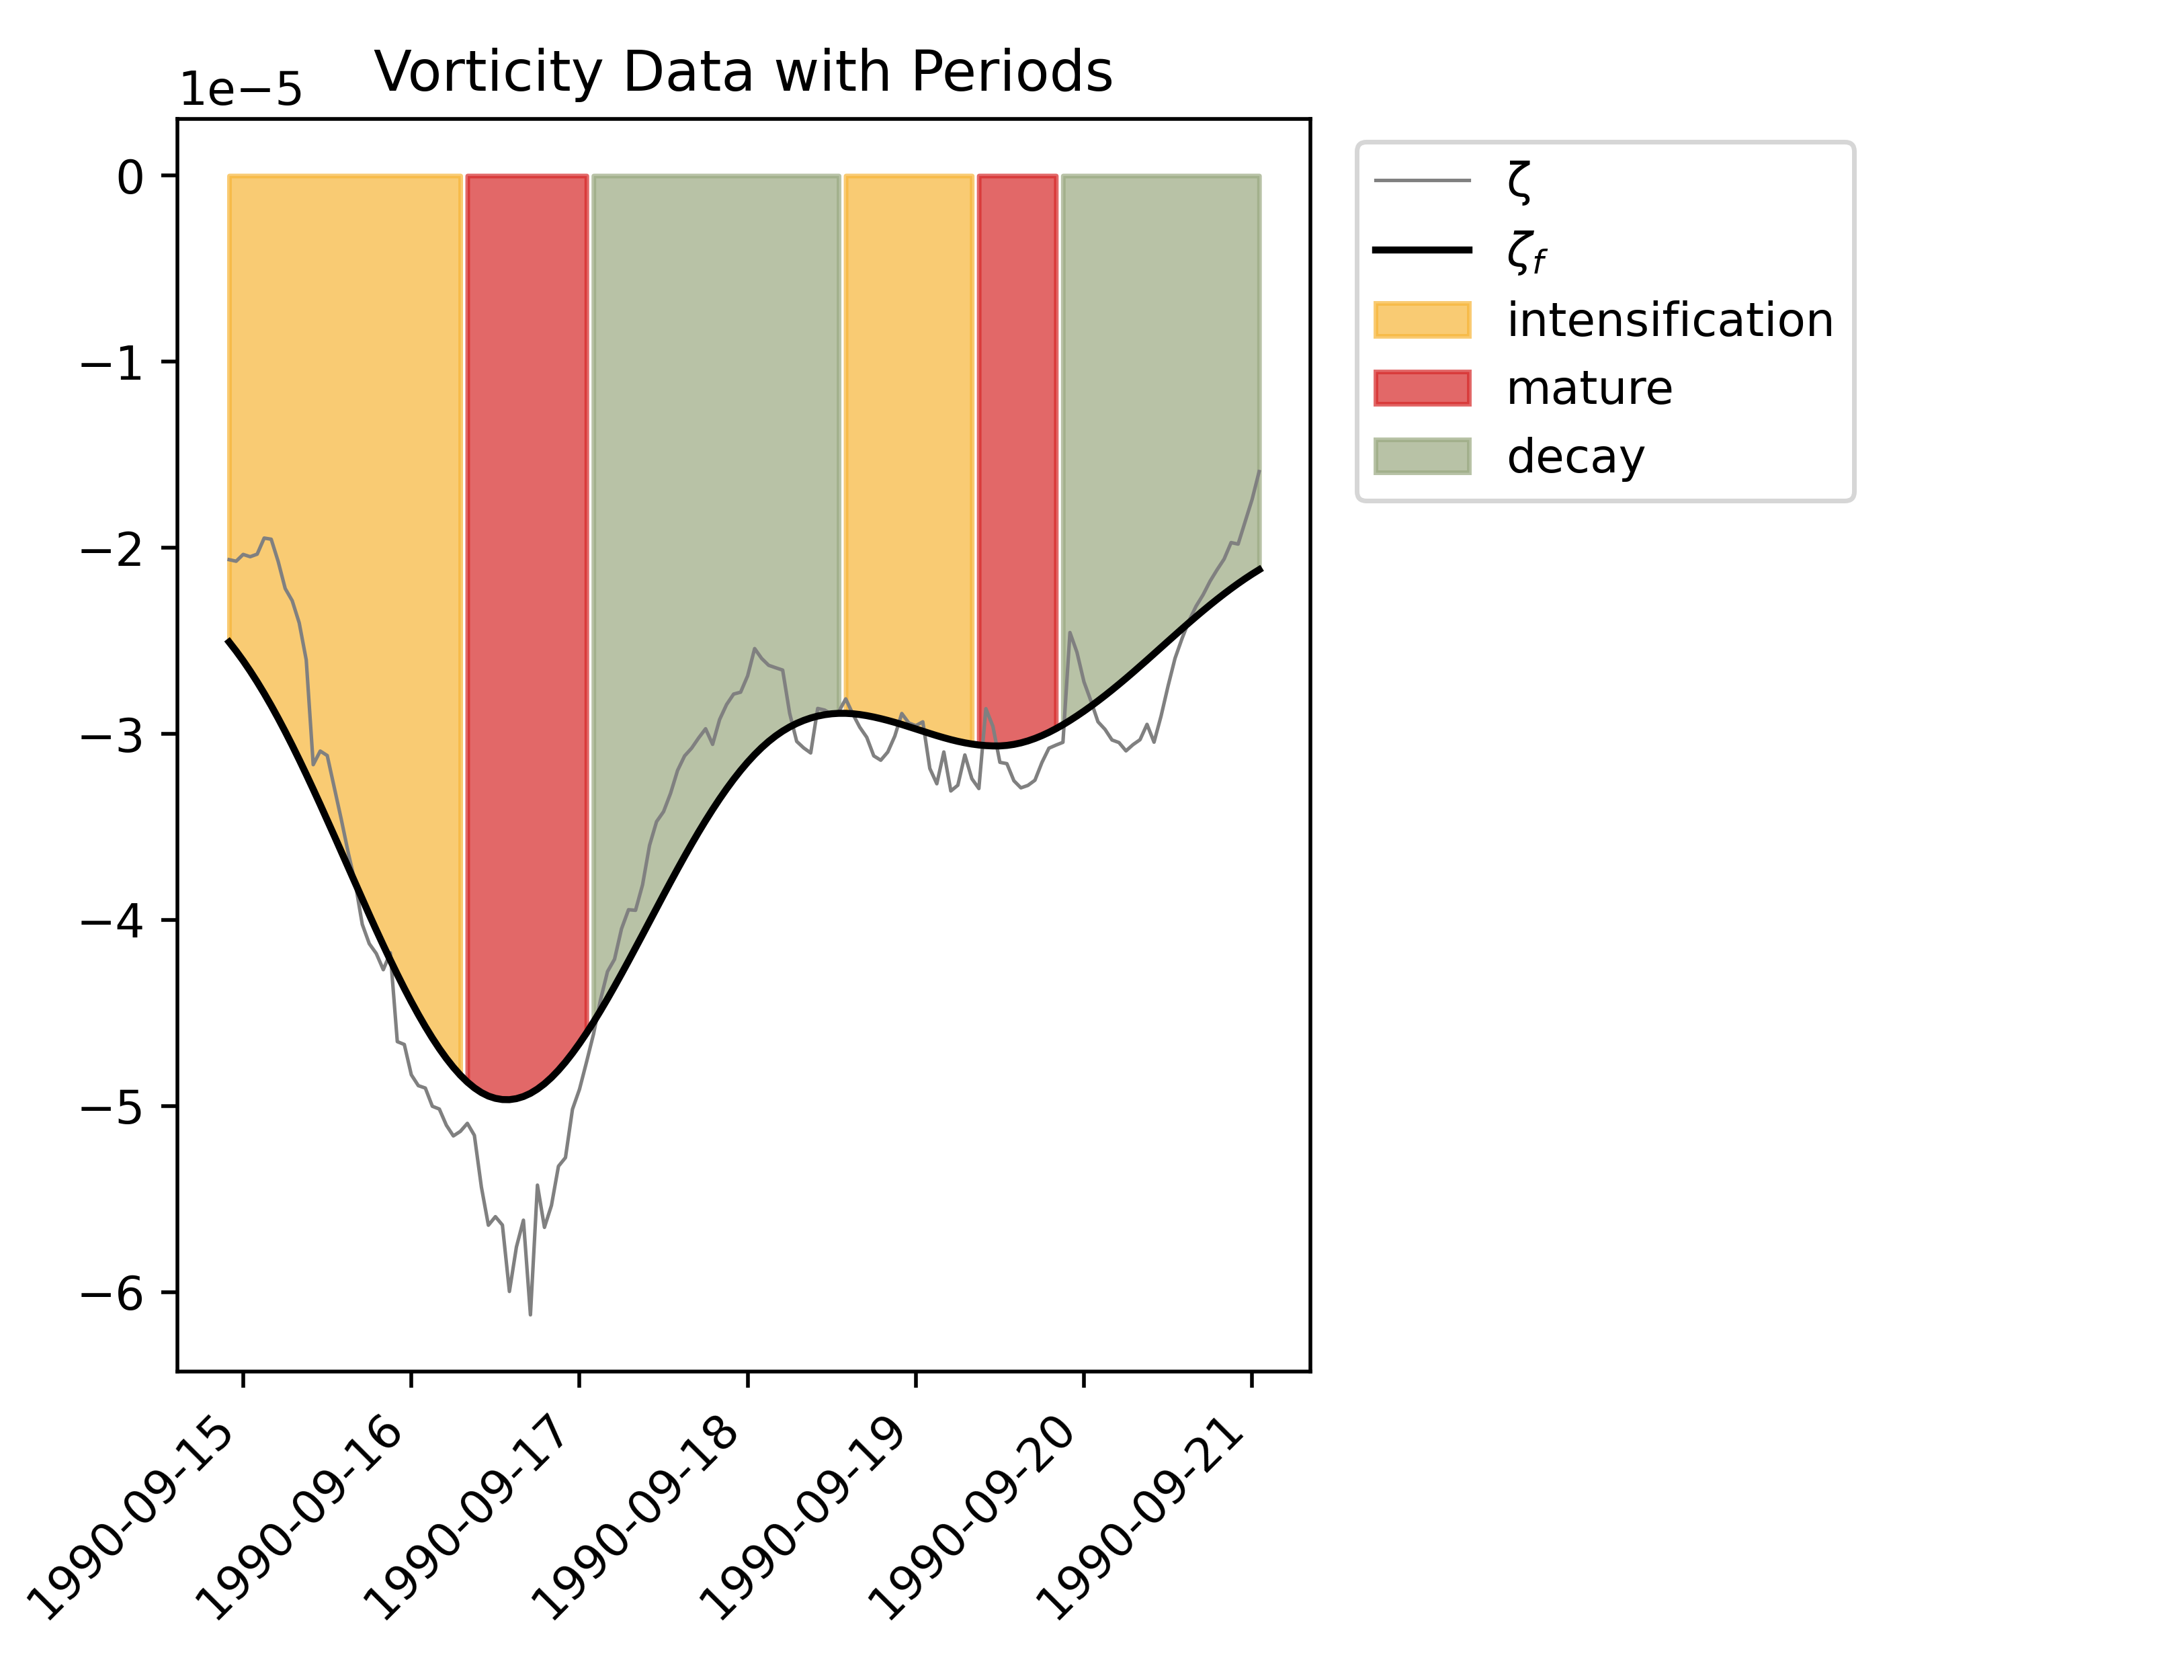 Vorticity Data with Periods
1e−5
0
−1
−2
−3
−4
−5
−6
1990-09-15
1990-09-16
1990-09-17
1990-09-18
1990-09-19
1990-09-20
1990-09-21
ζ
ζf
intensification
mature
decay